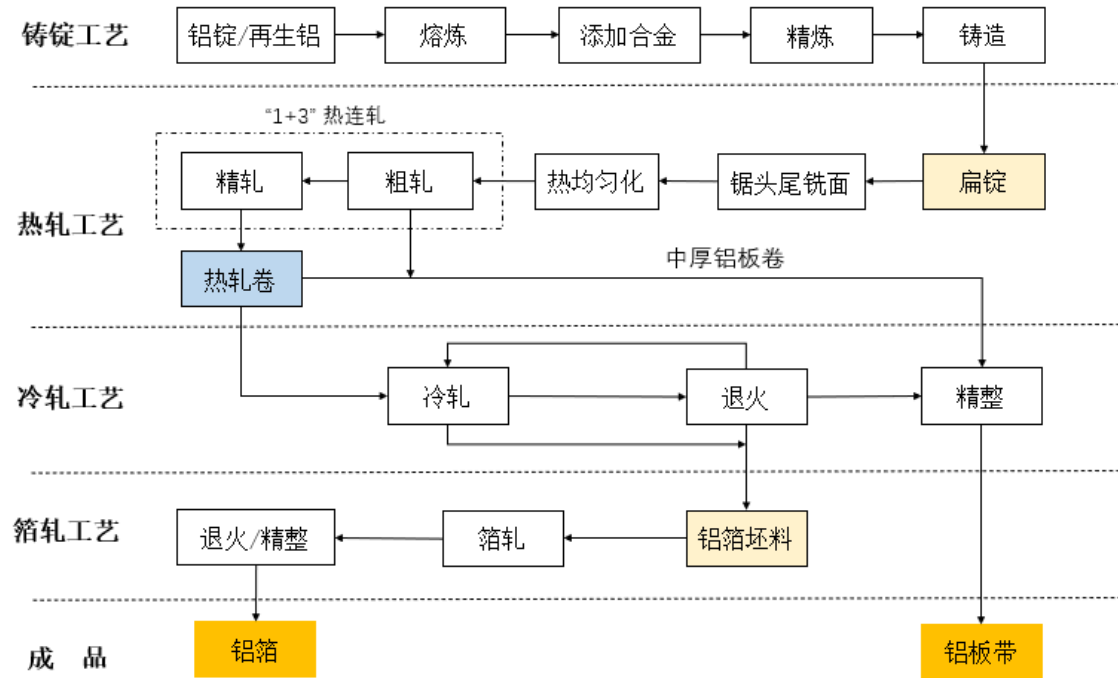 铸锭工艺
铝锭/再生铝
熔炼
添加合金
精炼
铸造
“1+3” 热连轧
热轧工艺
精轧
粗轧
热均匀化
锯头尾铣面
扁锭
热轧卷
中厚铝板卷
冷轧工艺
冷轧
退火
精整
箔轧工艺
退火/精整
箔轧
铝箔坯料
成 品
铝箔
铝板带